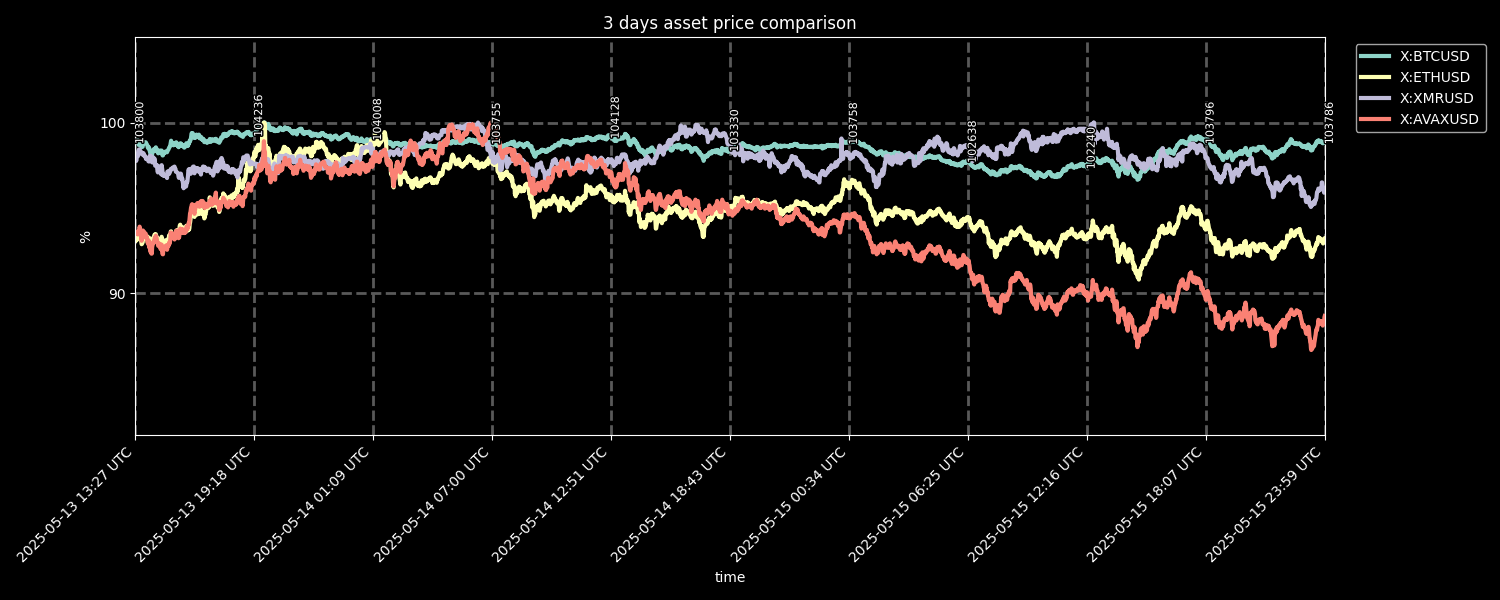 3 days asset price comparison
X:BTCUSD
X:ETHUSD
X:XMRUSD
X:AVAXUSD
%
100
90
103800
104236
104008
103755
104128
103330
103758
102638
102240
103796
103786
2025-05-13 13:27 UTC
2025-05-13 19:18 UTC
2025-05-14 01:09 UTC
2025-05-14 07:00 UTC
2025-05-14 12:51 UTC
2025-05-14 18:43 UTC
2025-05-15 00:34 UTC
2025-05-15 06:25 UTC
2025-05-15 12:16 UTC
2025-05-15 18:07 UTC
2025-05-15 23:59 UTC
time